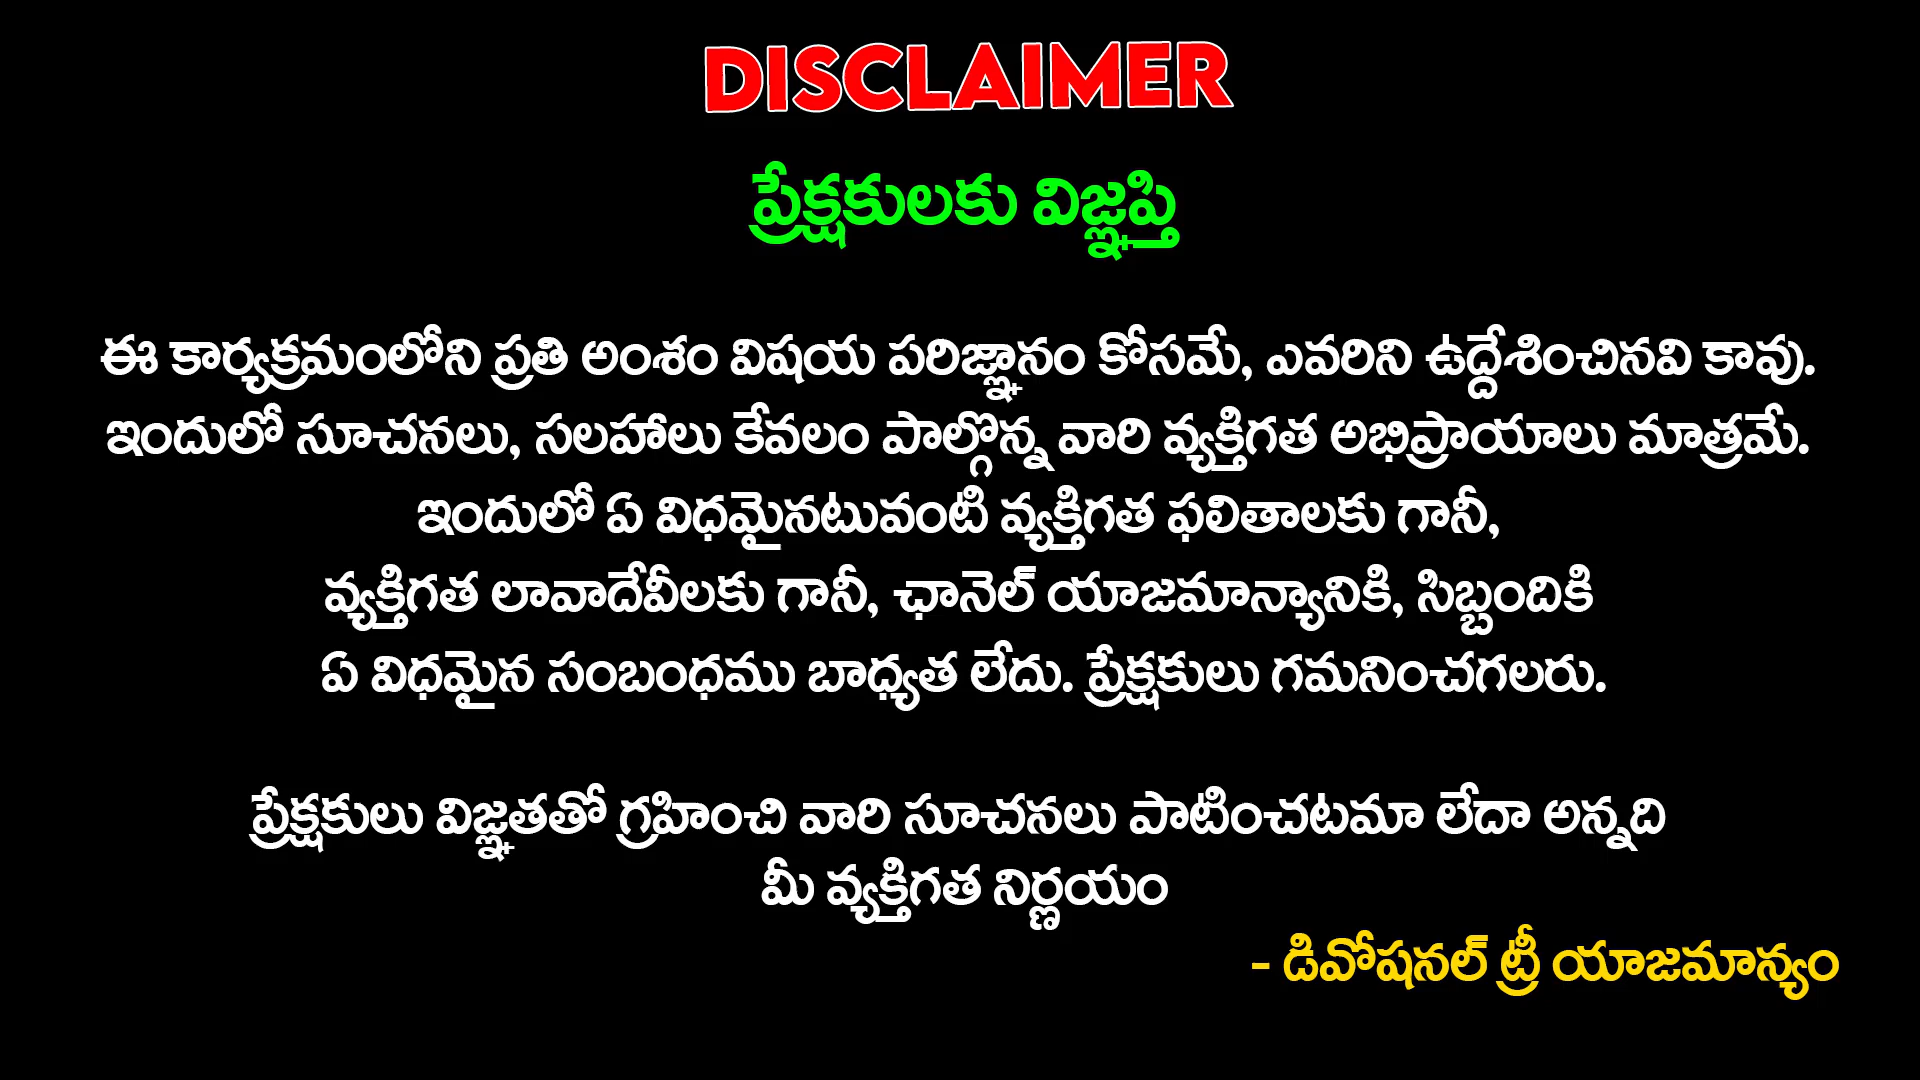 DISCLAIMER
ప్రేక్షకులకు విజ్ఞప్తి
ఈ కార్యక్రమంలోని ప్రతి అంశం విషయ పరిజ్ఞానం కోసమే, ఎవరిని ఉద్దేశించినవి కావు.
ఇందులో సూచనలు, సలహాలు కేవలం పాల్గొన్న వారి వ్యక్తిగత అభిప్రాయాలు మాత్రమే.
ఇందులో ఏ విధమైనటువంటి వ్యక్తిగత ఫలితాలకు గానీ,
వ్యక్తిగత లావాదేవీలకు గానీ, ఛానెల్ యాజమాన్యానికి, సిబ్బందికి
ఏ విధమైన సంబంధము బాధ్యత లేదు. ప్రేక్షకులు గమనించగలరు.
ప్రేక్షకులు విజ్ఞతతో గ్రహించి వారి సూచనలు పాటించటమా లేదా అన్నది
మీ వ్యక్తిగత నిర్ణయం
- డివోషనల్ ట్రీ యాజమాన్యం